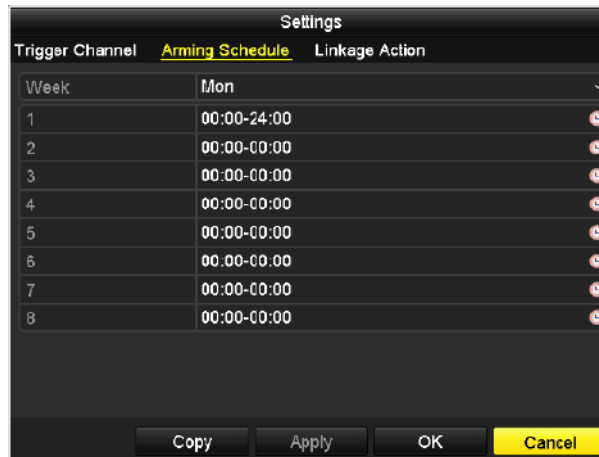 Settings
Trigger Channel Arming Schedule Linkage Action
Week Mon
1 00:00-24:00
2 00:00-00:00
3 00:00-00:00
4 00:00-00:00
5 00:00-00:00
6 00:00-00:00
7 00:00-00:00
8 00:00-00:00
Copy Apply OK Cancel